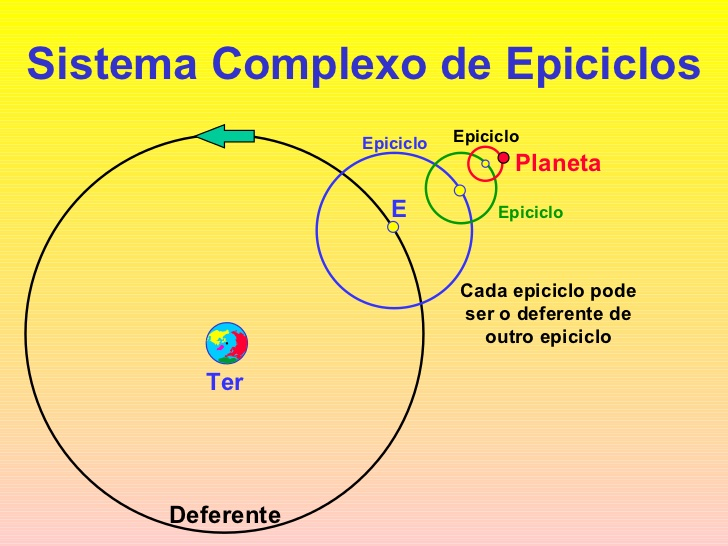 Sistema Complexo de Epiciclos
Epiciclo
Epiciclo
Planeta
E
Epiciclo
Cada epiciclo pode
ser o deferente de
outro epiciclo
Ter
Deferente